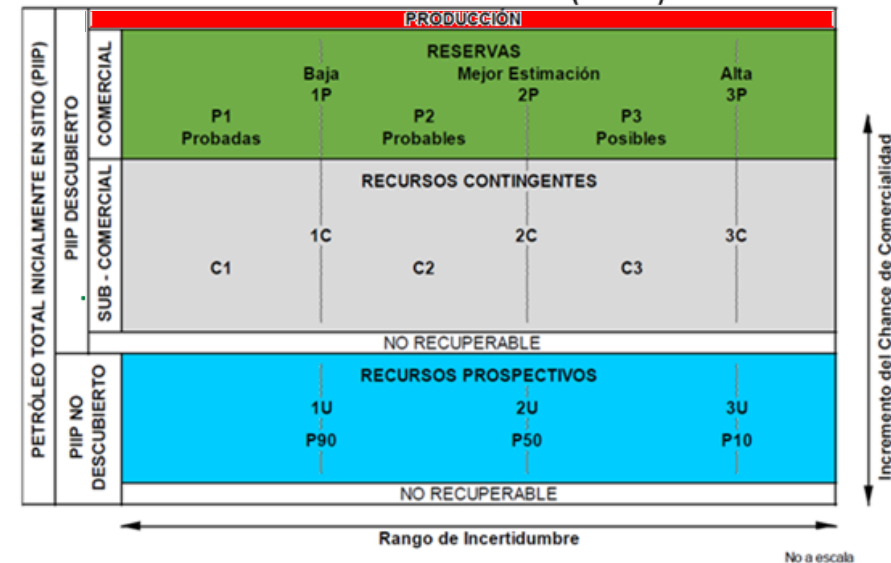 PRODUCCIÓN
PETRÓLEO TOTAL INICIALMENTE EN SITIO (PIIP)
PIIP DESCUBIERTO
COMERCIAL
RESERVAS
Baja
Mejor Estimación
Alta
1P
2P
3P
P1
P2
P3
Probadas
Probables
Posibles
SUB - COMERCIAL
RECURSOS CONTINGENTES
1C
2C
3C
C1
C2
C3
NO RECUPERABLE
PIIP NO
DESCUBIERTO
RECURSOS PROSPECTIVOS
1U
2U
3U
P90
P50
P10
NO RECUPERABLE
Incremento del Chance de Comercialidad
Rango de Incertidumbre
No a escala